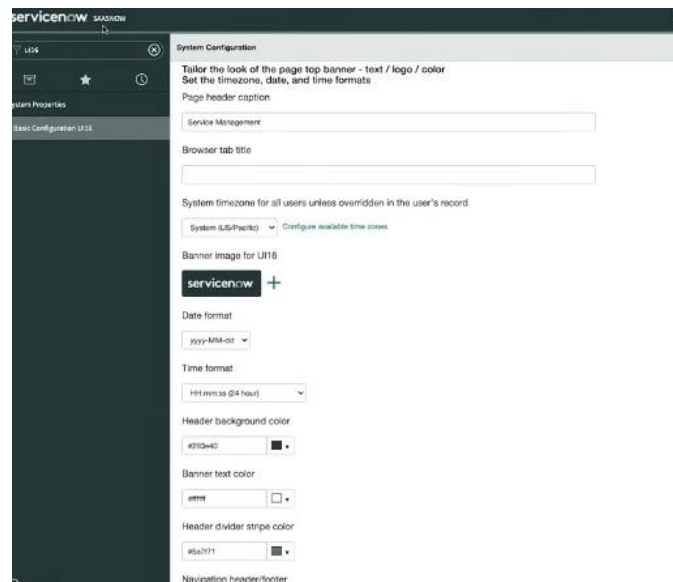 servicenow SAASNOW
ui16
System Configuration
Tailor the look of the page top banner - text / logo / color
Set the timezone, date, and time formats
System Properties
Page header caption
Basic Configuration UI16
Service Management
Browser tab title
System timezone for all users unless overridden in the user's record
System (US/Pacific) Configure available time zones
Banner image for UI16
servicenow
Date format
yyyy-MM-dd
Time format
HH:mm:ss (24 hour)
Header background color
#293e40
Banner text color
#ffffff
Header divider stripe color
#5e7f71
Navigation header/footer